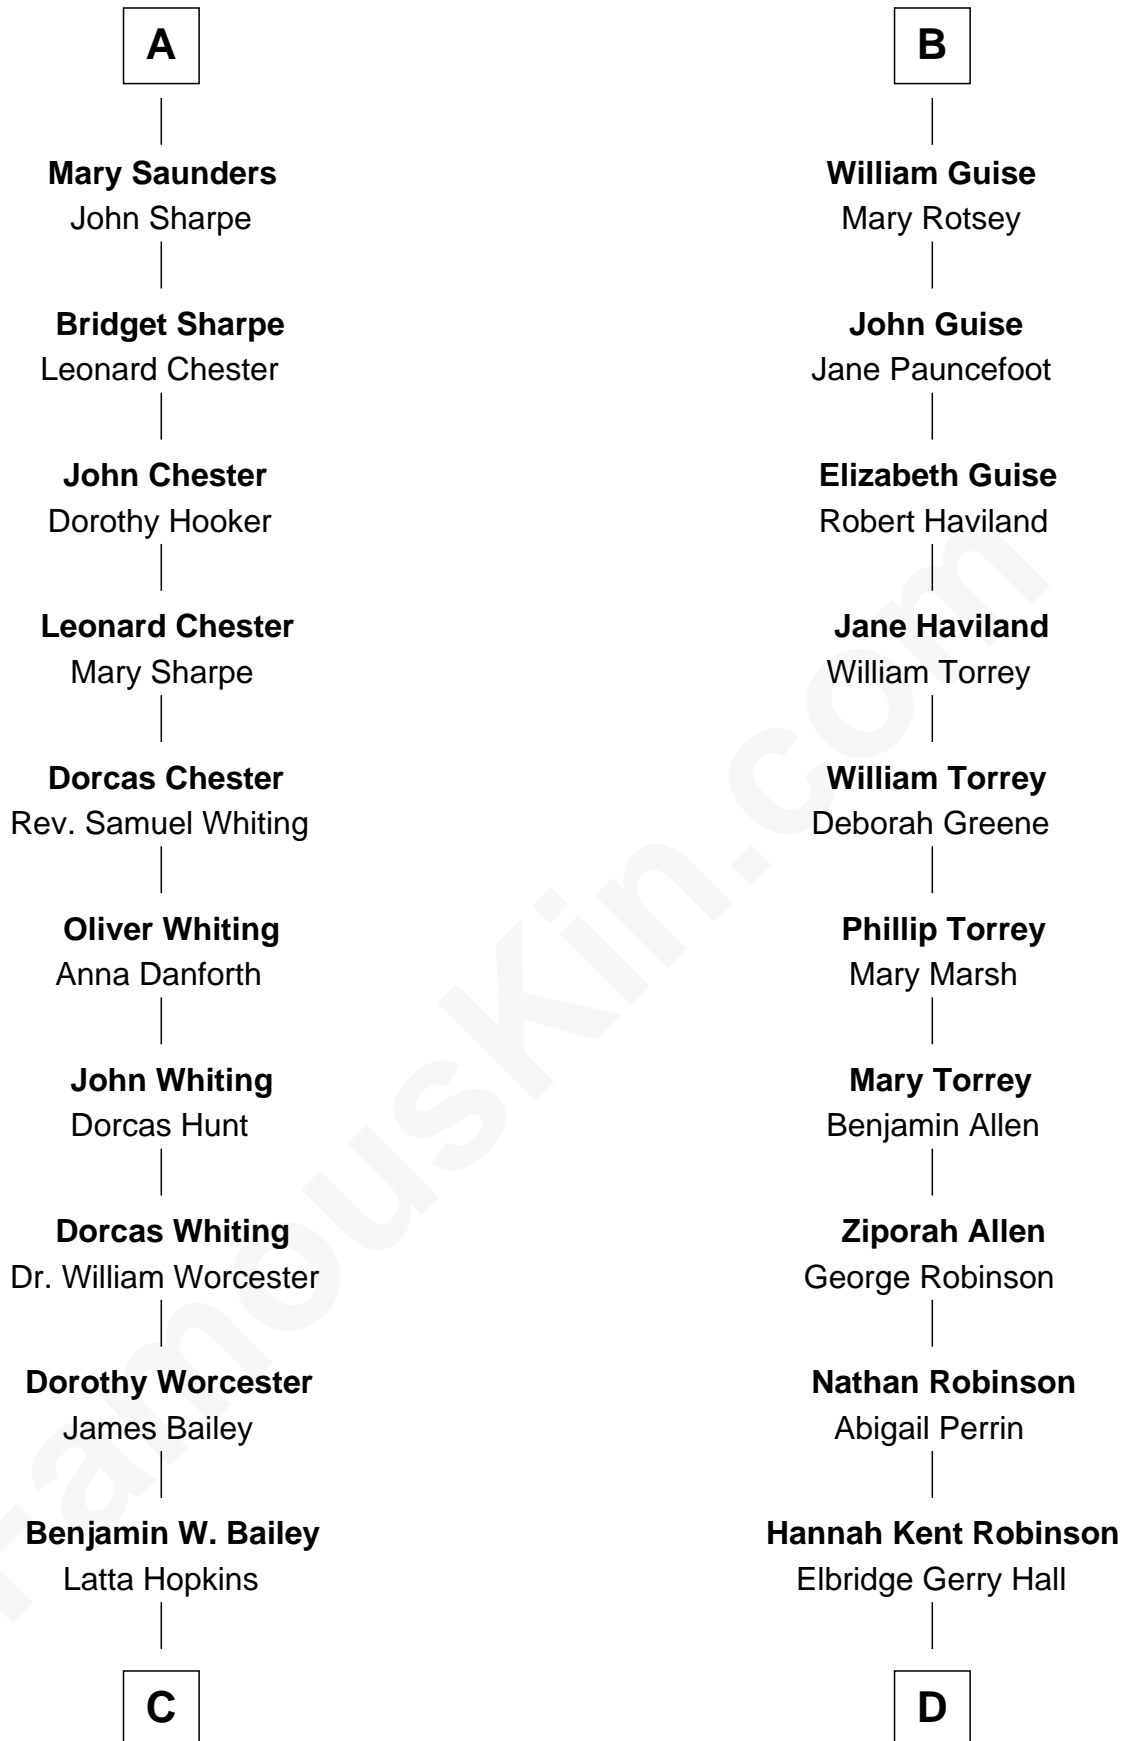 A
Mary Saunders
John Sharpe
Bridget Sharpe
Leonard Chester
John Chester
Dorothy Hooker
Leonard Chester
Mary Sharpe
Dorcas Chester
Rev. Samuel Whiting
Oliver Whiting
Anna Danforth
John Whiting
Dorcas Hunt
Dorcas Whiting
Dr. William Worcester
Dorothy Worcester
James Bailey
Benjamin W. Bailey
Latta Hopkins
C
B
William Guise
Mary Rotsey
John Guise
Jane Pauncefoot
Elizabeth Guise
Robert Haviland
Jane Haviland
William Torrey
William Torrey
Deborah Greene
Phillip Torrey
Mary Marsh
Mary Torrey
Benjamin Allen
Ziporah Allen
George Robinson
Nathan Robinson
Abigail Perrin
Hannah Kent Robinson
Elbridge Gerry Hall
D
FamousKin.com